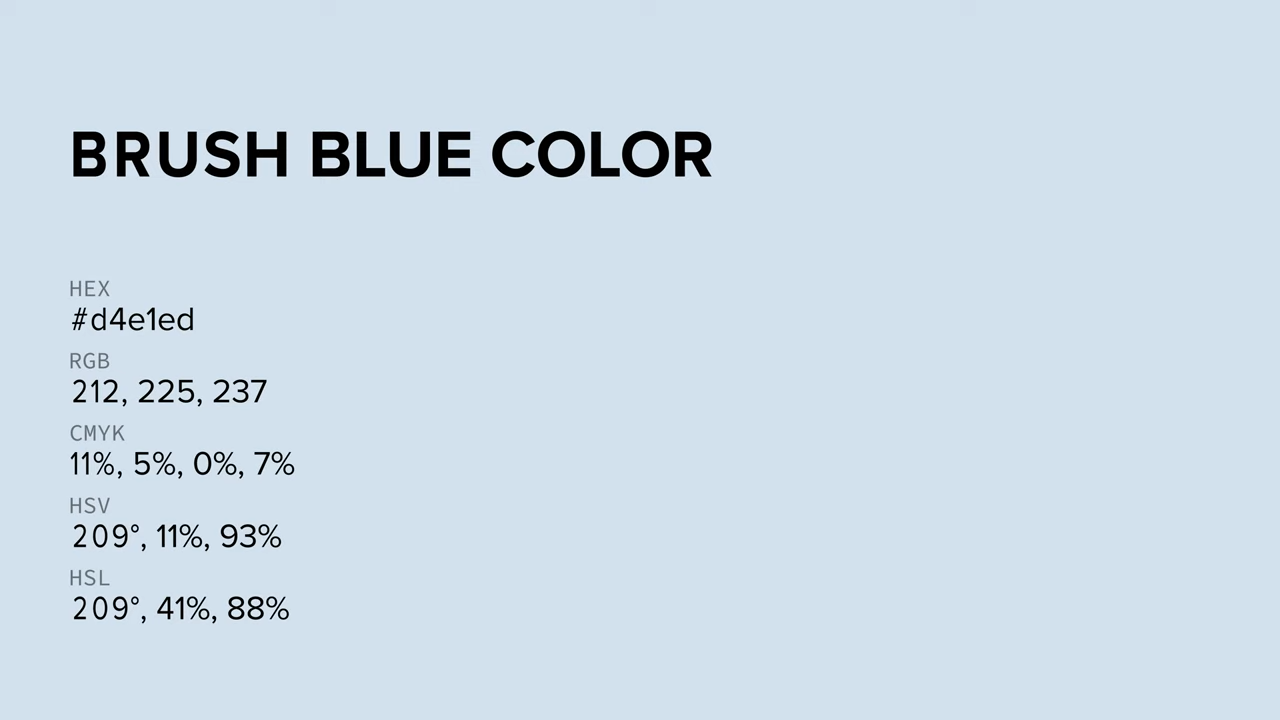 BRUSH BLUE COLOR
HEX
#d4e1ed
RGB
212, 225, 237
CMYK
11%, 5%, 0%, 7%
HSV
209°, 11%, 93%
HSL
209°, 41%, 88%